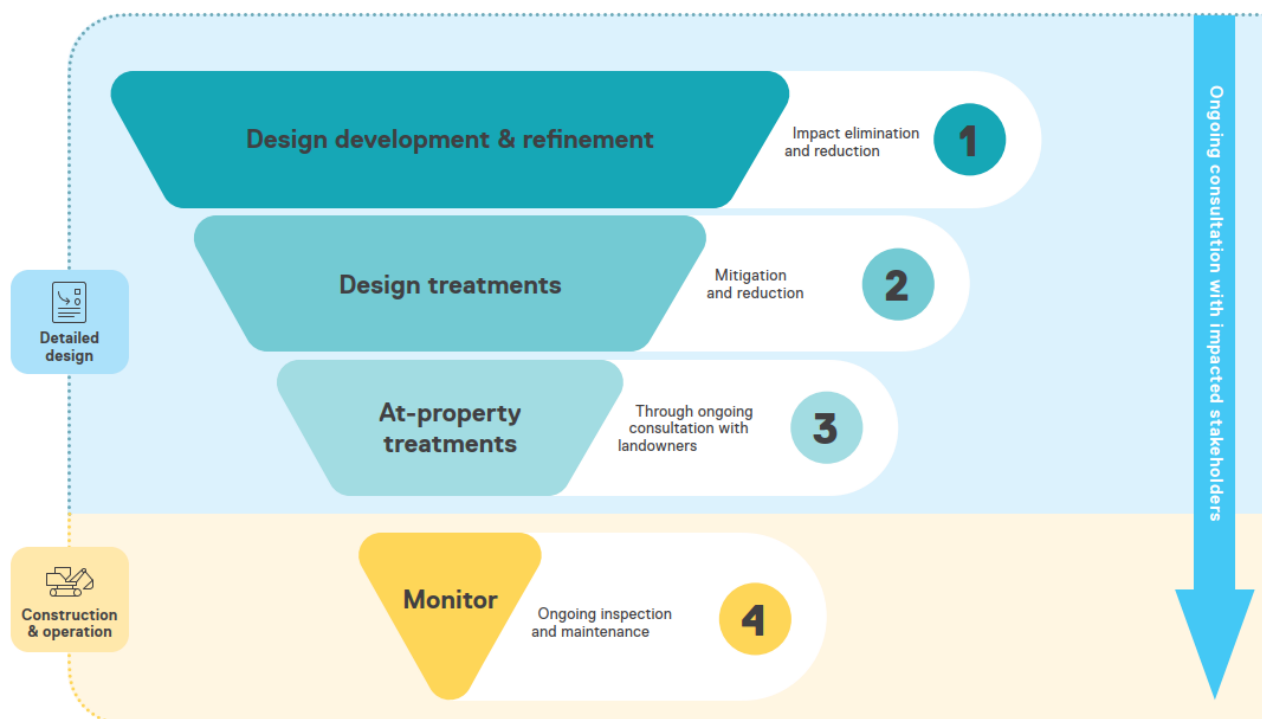 Design development & refinement
Impact elimination
and reduction
1
Design treatments
Mitigation
and reduction
2
Detailed
design
At-property
treatments
Through ongoing
consultation with
landowners
3
Construction
& operation
Monitor
Ongoing inspection
and maintenance
4
Ongoing consultation with impacted stakeholders